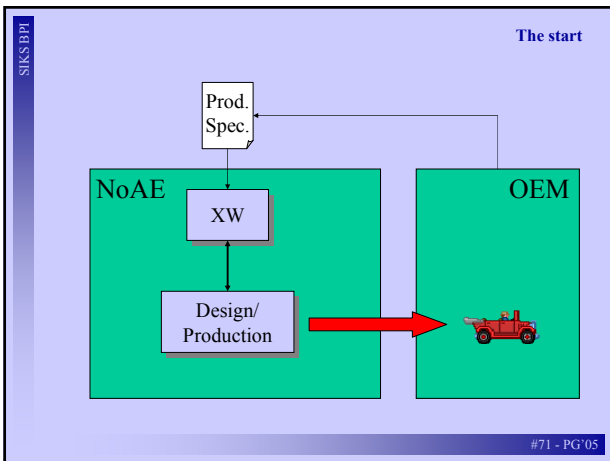 SIKS BPI
The start
Prod.
Spec.
NoAE
OEM
XW
Design/
Production
#71 - PG'05